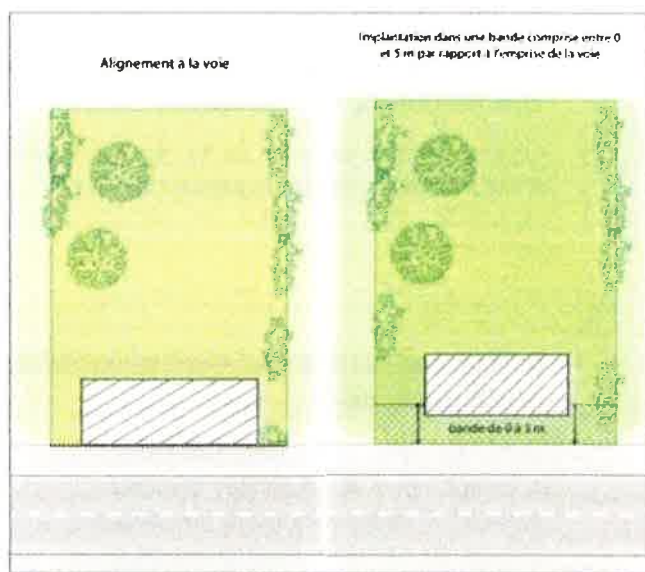 Alignement à la voie
Implantation dans une bande comprise entre 0
et 5 m par rapport à l'emprise de la voie
bande de 0 à 5 m